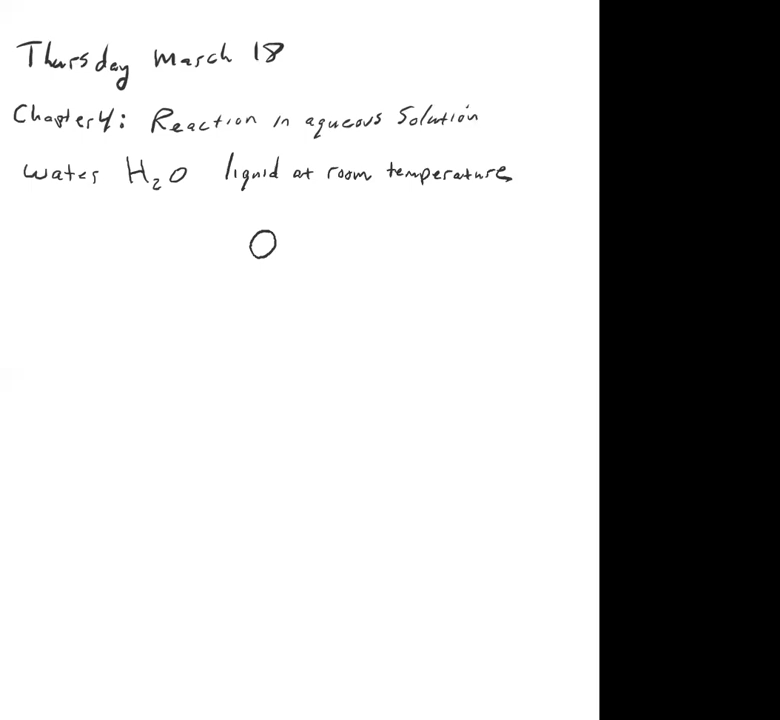 Thursday March 18
Chapter 4: Reaction in aqueous Solution
water H₂O liquid at room temperature
O